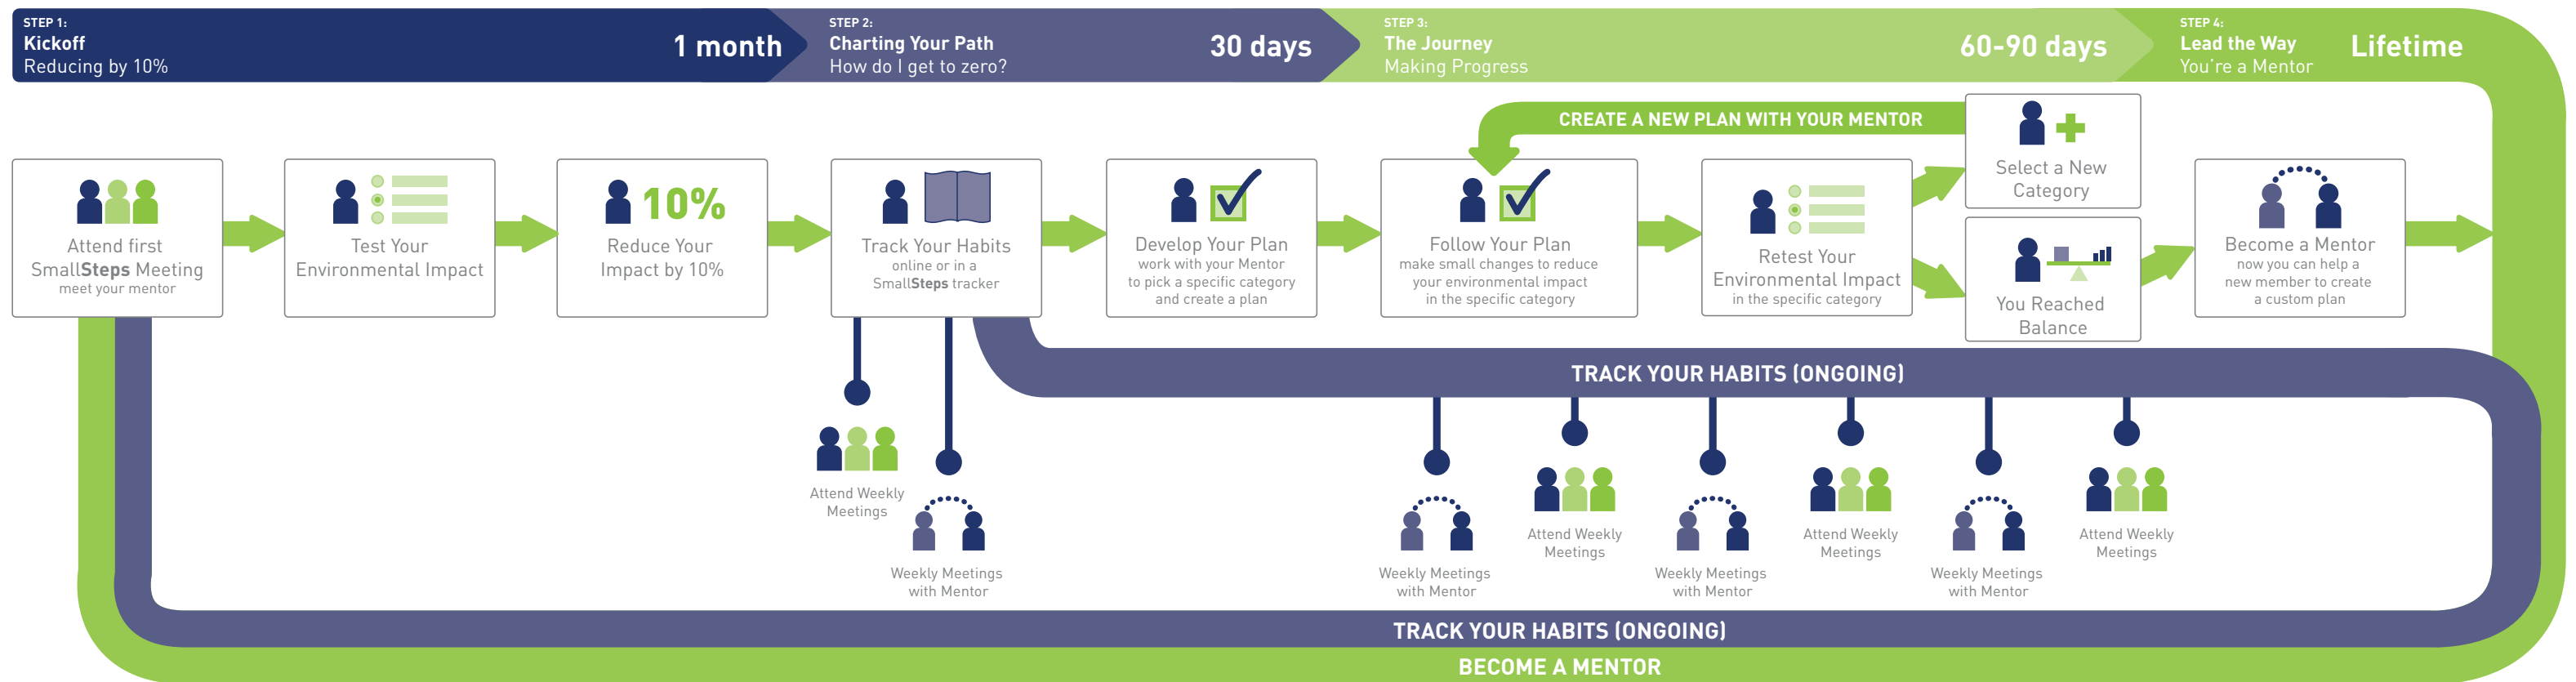 STEP 1:
Kickoff
Reducing by 10%
1 month
STEP 2:
Charting Your Path
How do I get to zero?
30 days
STEP 3:
The Journey
Making Progress
60-90 days
STEP 4:
Lead the Way
You're a Mentor
Lifetime
CREATE A NEW PLAN WITH YOUR MENTOR
Attend first
SmallSteps Meeting
meet your mentor
Test Your
Environmental Impact
10%
Reduce Your
Impact by 10%
Track Your Habits
online or in a
SmallSteps tracker
Develop Your Plan
work with your Mentor
to pick a specific category
and create a plan
Follow Your Plan
make small changes to reduce
your environmental impact
in the specific category
Retest Your
Environmental Impact
in the specific category
Select a New
Category
You Reached
Balance
Become a Mentor
now you can help a
new member to create
a custom plan
TRACK YOUR HABITS (ONGOING)
Attend Weekly
Meetings
Weekly Meetings
with Mentor
Weekly Meetings
with Mentor
Attend Weekly
Meetings
Weekly Meetings
with Mentor
Attend Weekly
Meetings
Weekly Meetings
with Mentor
Attend Weekly
Meetings
TRACK YOUR HABITS (ONGOING)
BECOME A MENTOR